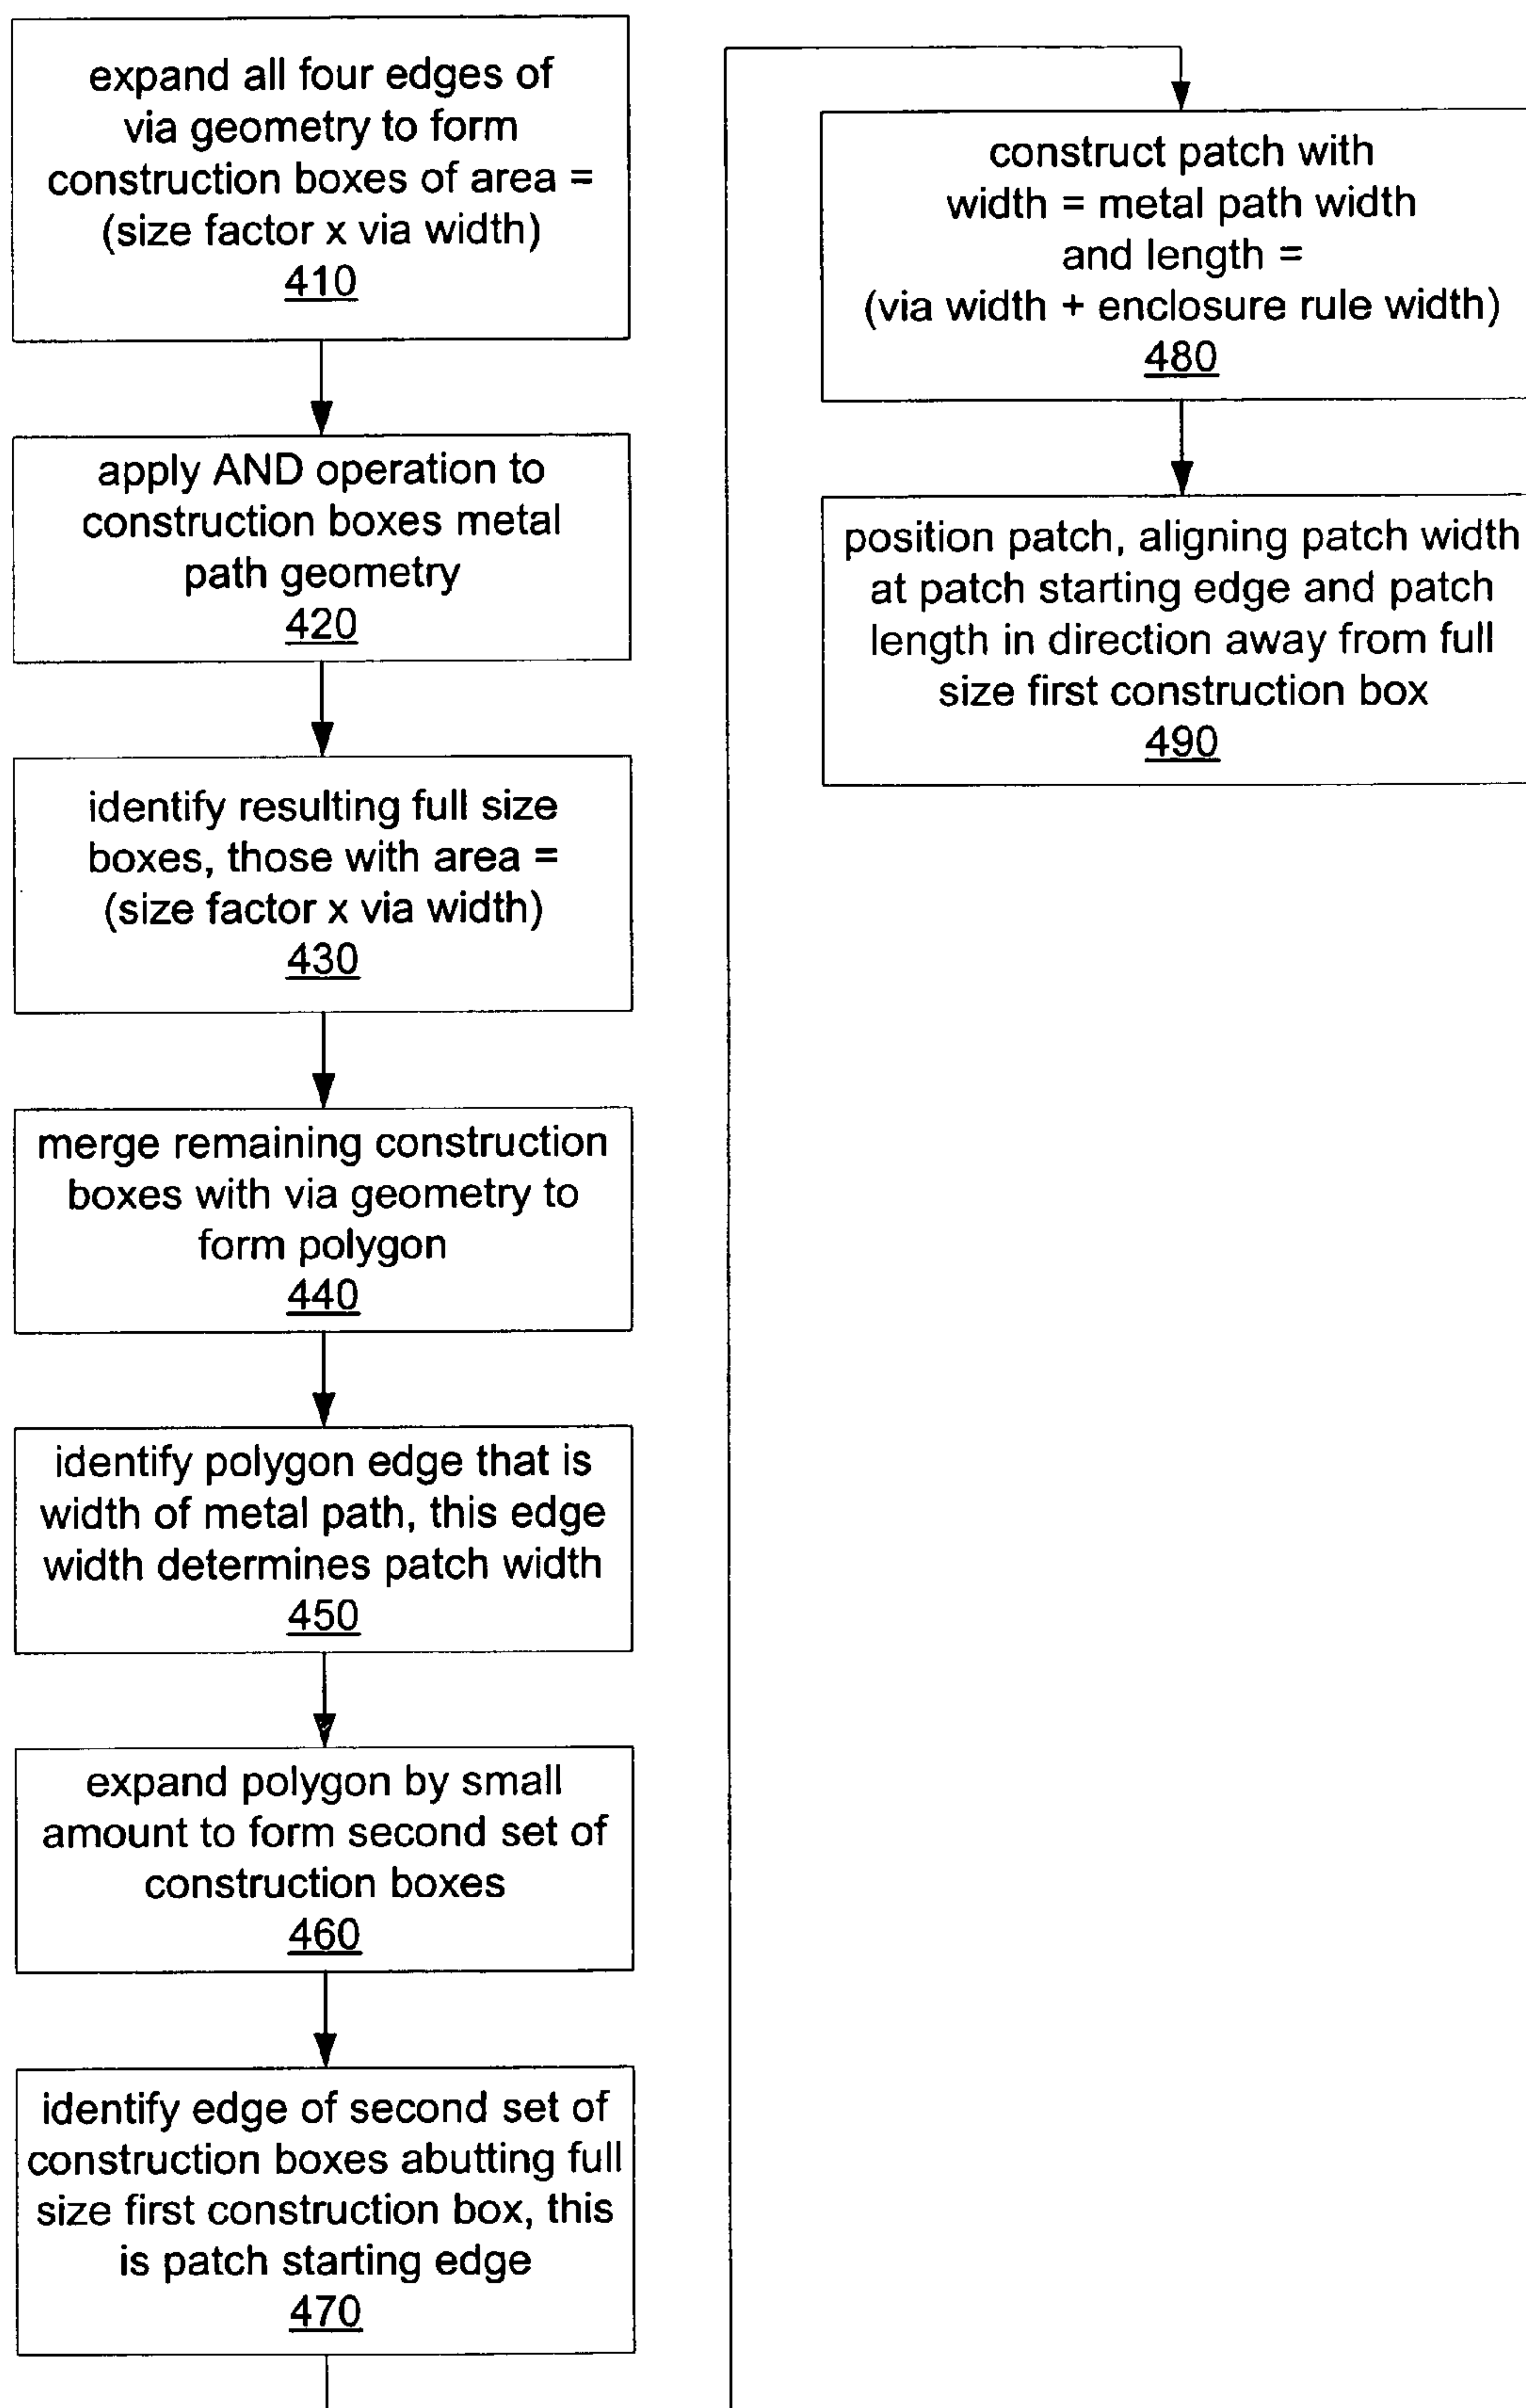 expand all four edges of
via geometry to form
construction boxes of area =
(size factor x via width)
410
apply AND operation to
construction boxes metal
path geometry
420
identify resulting full size
boxes, those with area =
(size factor x via width)
430
merge remaining construction
boxes with via geometry to
form polygon
440
identify polygon edge that is
width of metal path, this edge
width determines patch width
450
expand polygon by small
amount to form second set of
construction boxes
460
identify edge of second set of
construction boxes abutting full
size first construction box, this
is patch starting edge
470
construct patch with
width = metal path width
and length =
(via width + enclosure rule width)
480
position patch, aligning patch width
at patch starting edge and patch
length in direction away from full
size first construction box
490